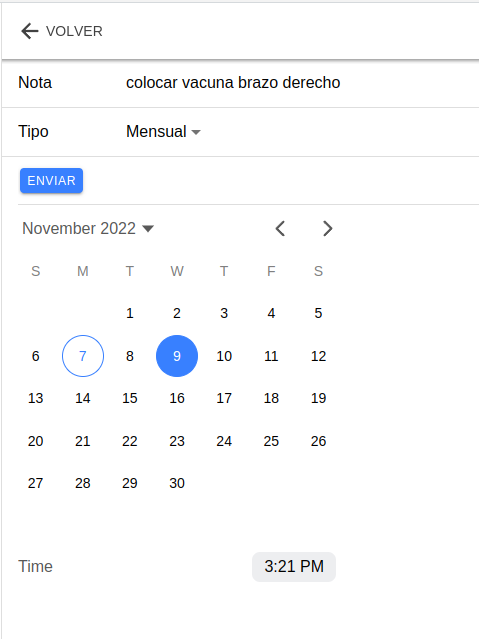 VOLVER
Nota colocar vacuna brazo derecho
Tipo Mensual
ENVIAR
November 2022
S M T W T F S
1 2 3 4 5
6 7 8 9 10 11 12
13 14 15 16 17 18 19
20 21 22 23 24 25 26
27 28 29 30
Time 3:21 PM